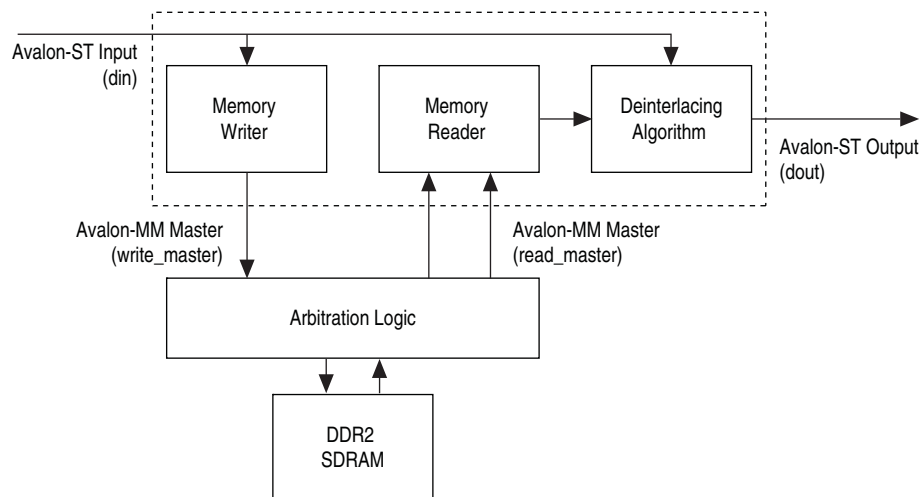 Avalon-ST Input
(din)
Memory
Writer
Memory
Reader
Deinterlacing
Algorithm
Avalon-ST Output
(dout)
Avalon-MM Master
(write_master)
Avalon-MM Master
(read_master)
Arbitration Logic
DDR2
SDRAM